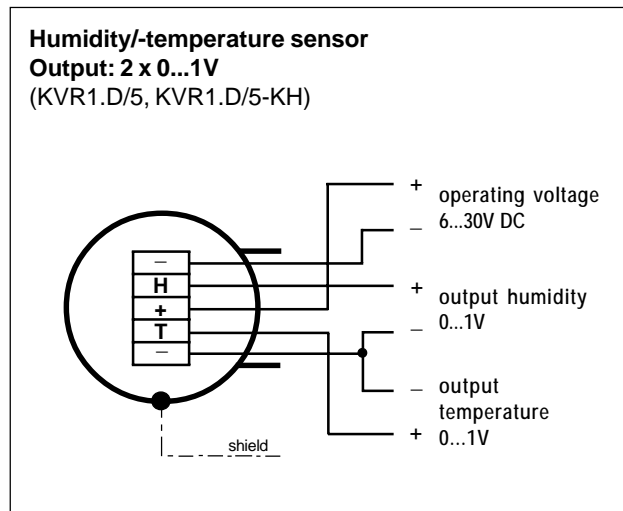 Humidity/-temperature sensor
Output: 2 x 0...1V
(KVR1.D/5, KVR1.D/5-KH)
–
H
+
T
–
+ operating voltage
– 6...30V DC
+ output humidity
– 0...1V
– output
temperature
+ 0...1V
shield